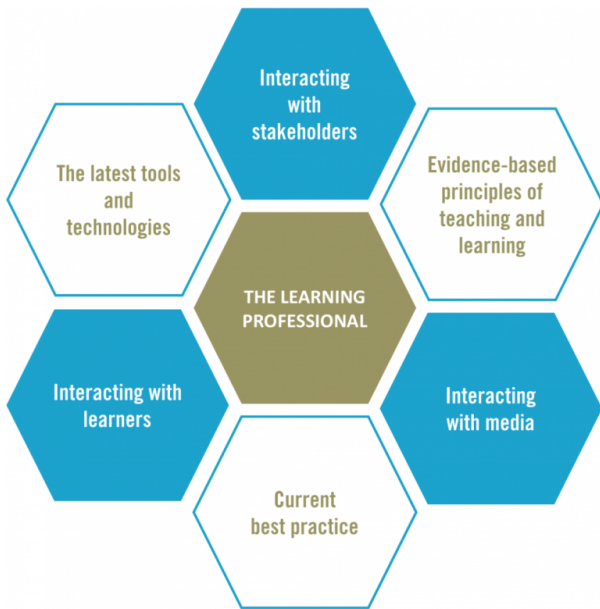 Interacting
with
stakeholders
The latest tools
and
technologies
Evidence-based
principles of
teaching and
learning
THE LEARNING
PROFESSIONAL
Interacting with
learners
Interacting
with media
Current
best practice